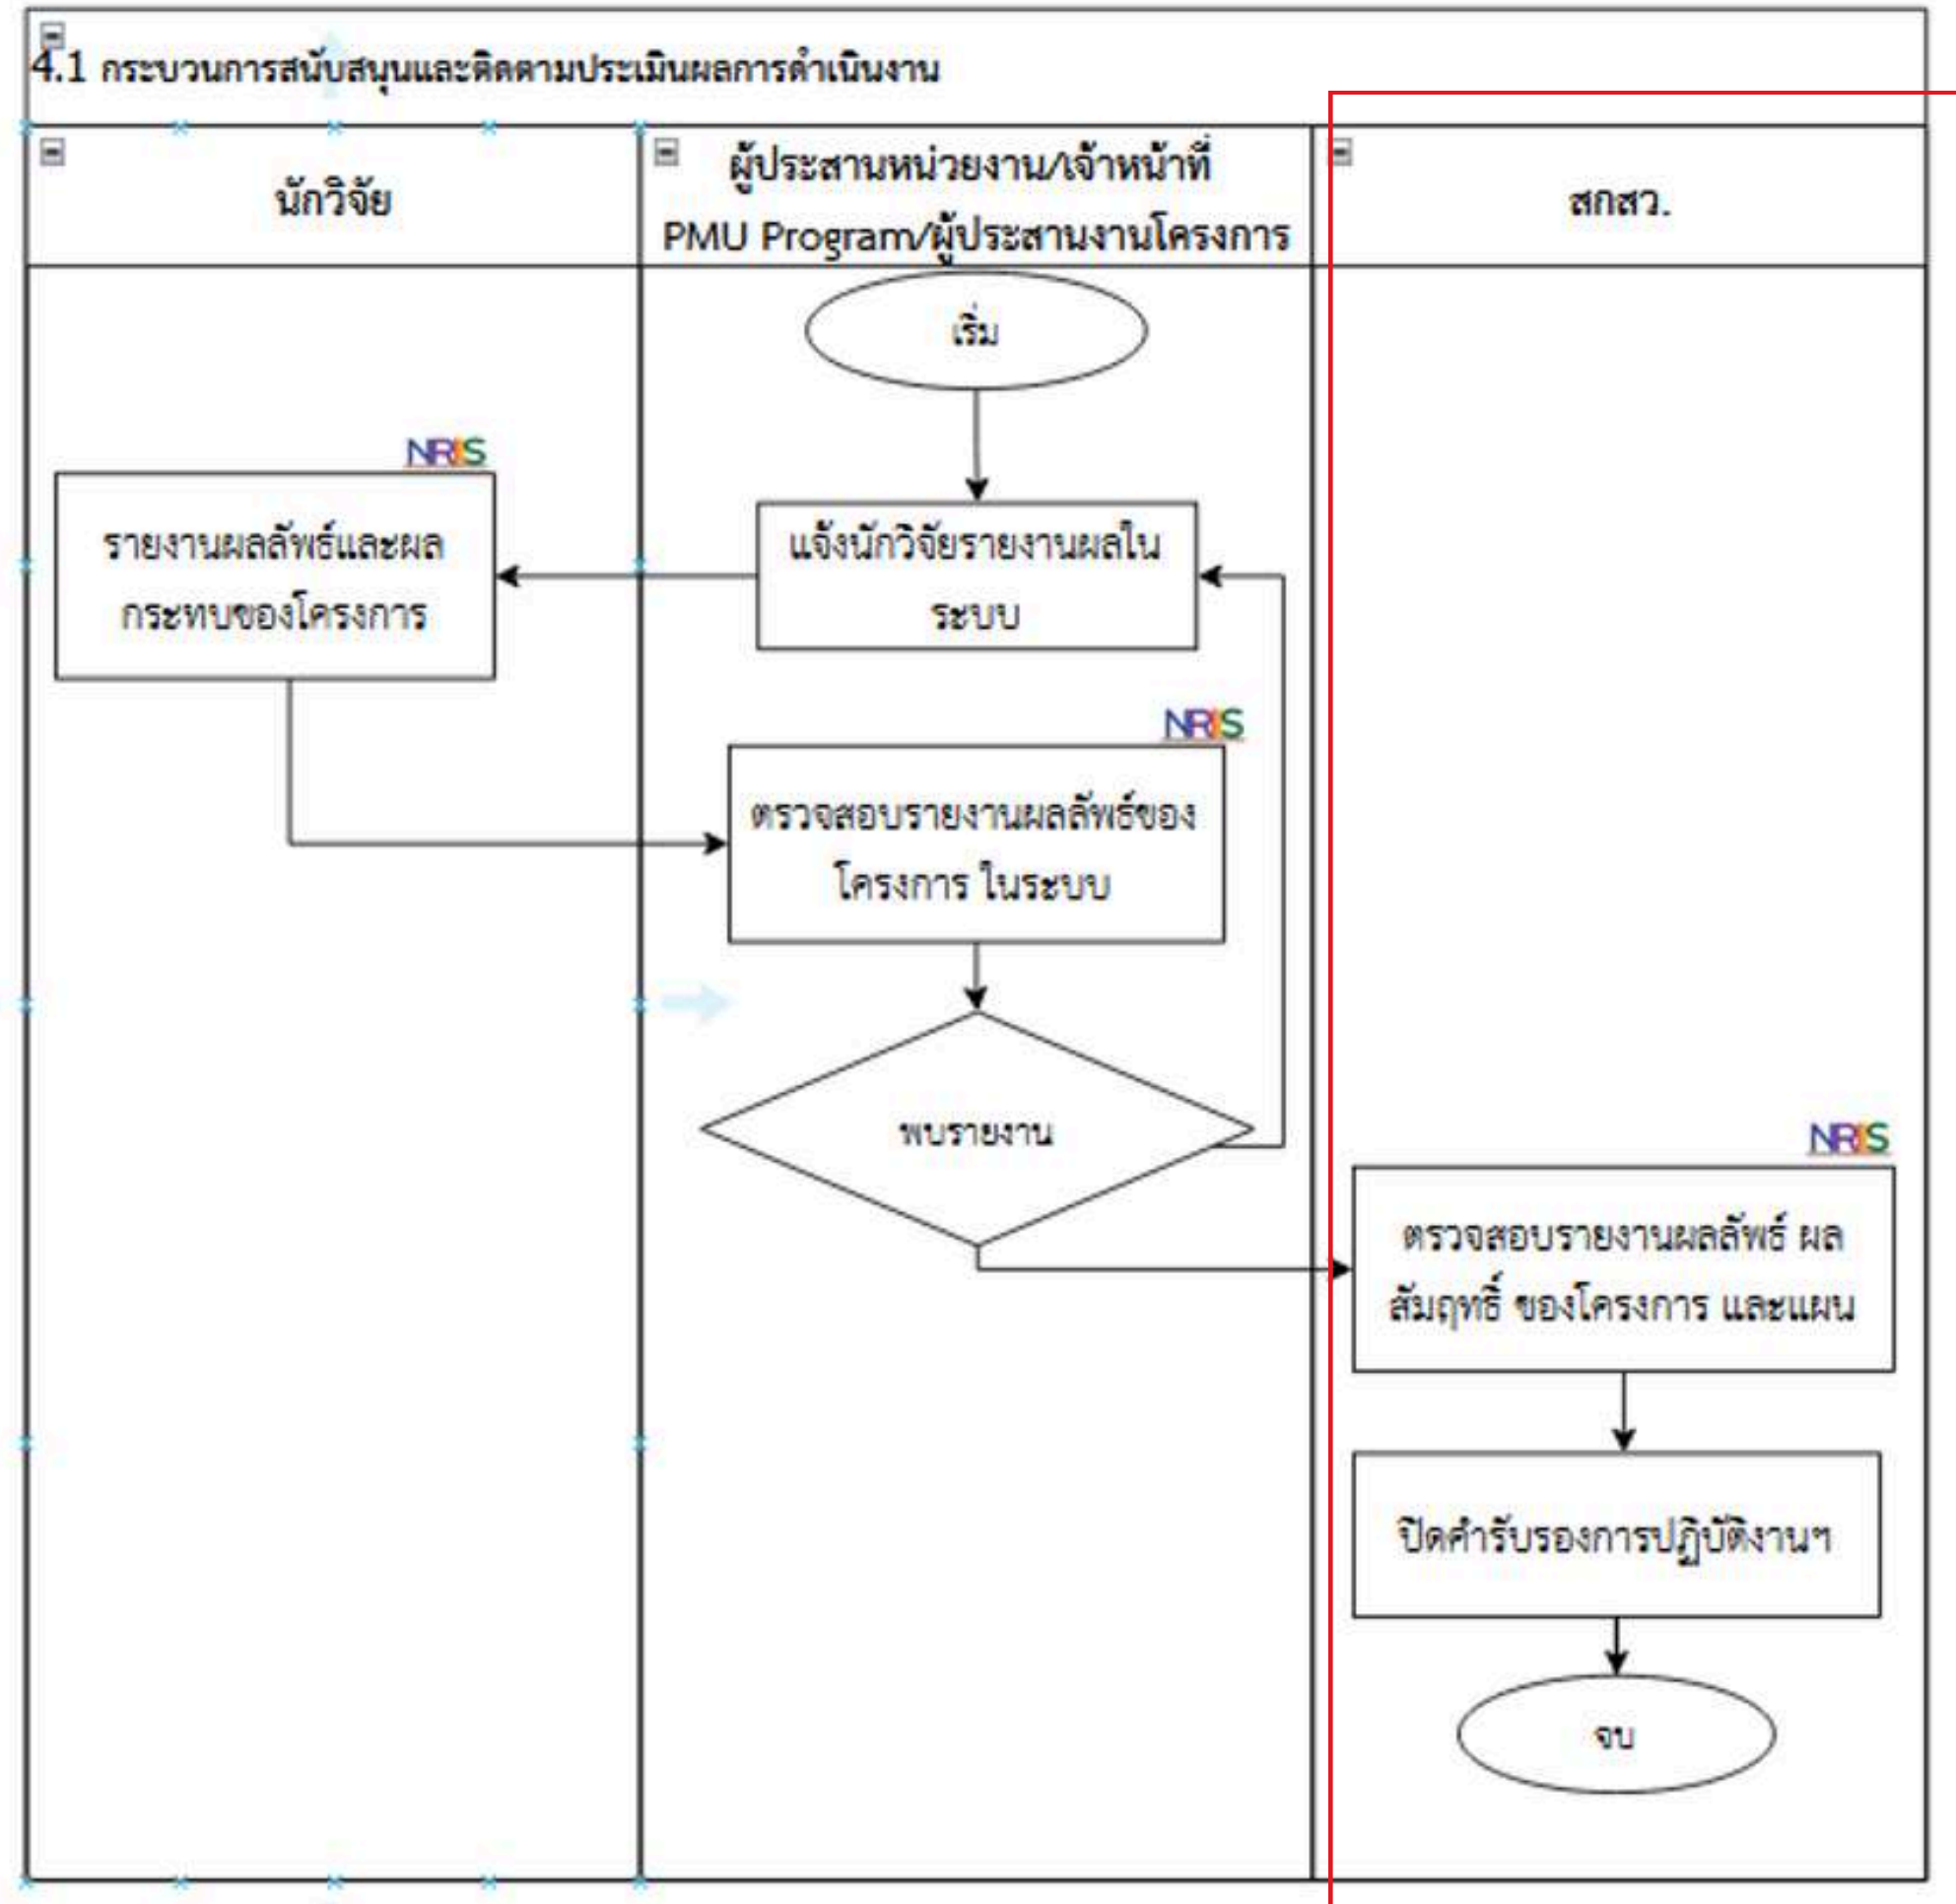 4.1 กระบวนการสนับสนุนและติดตามประเมินผลการดำเนินงาน
นักวิจัย
ผู้ประสานหน่วยงาน/เจ้าหน้าที่
PMU Program/ผู้ประสานงานโครงการ
สกสว.
เริ่ม
NRIIS
รายงานผลลัพธ์และผล
กระทบของโครงการ
แจ้งนักวิจัยรายงานผลใน
ระบบ
NRIIS
ตรวจสอบรายงานผลลัพธ์ของ
โครงการ ในระบบ
พบรายงาน
NRIIS
ตรวจสอบรายงานผลลัพธ์ ผล
สัมฤทธิ์ ของโครงการ และแผน
ปิดคำรับรองการปฏิบัติงานฯ
จบ